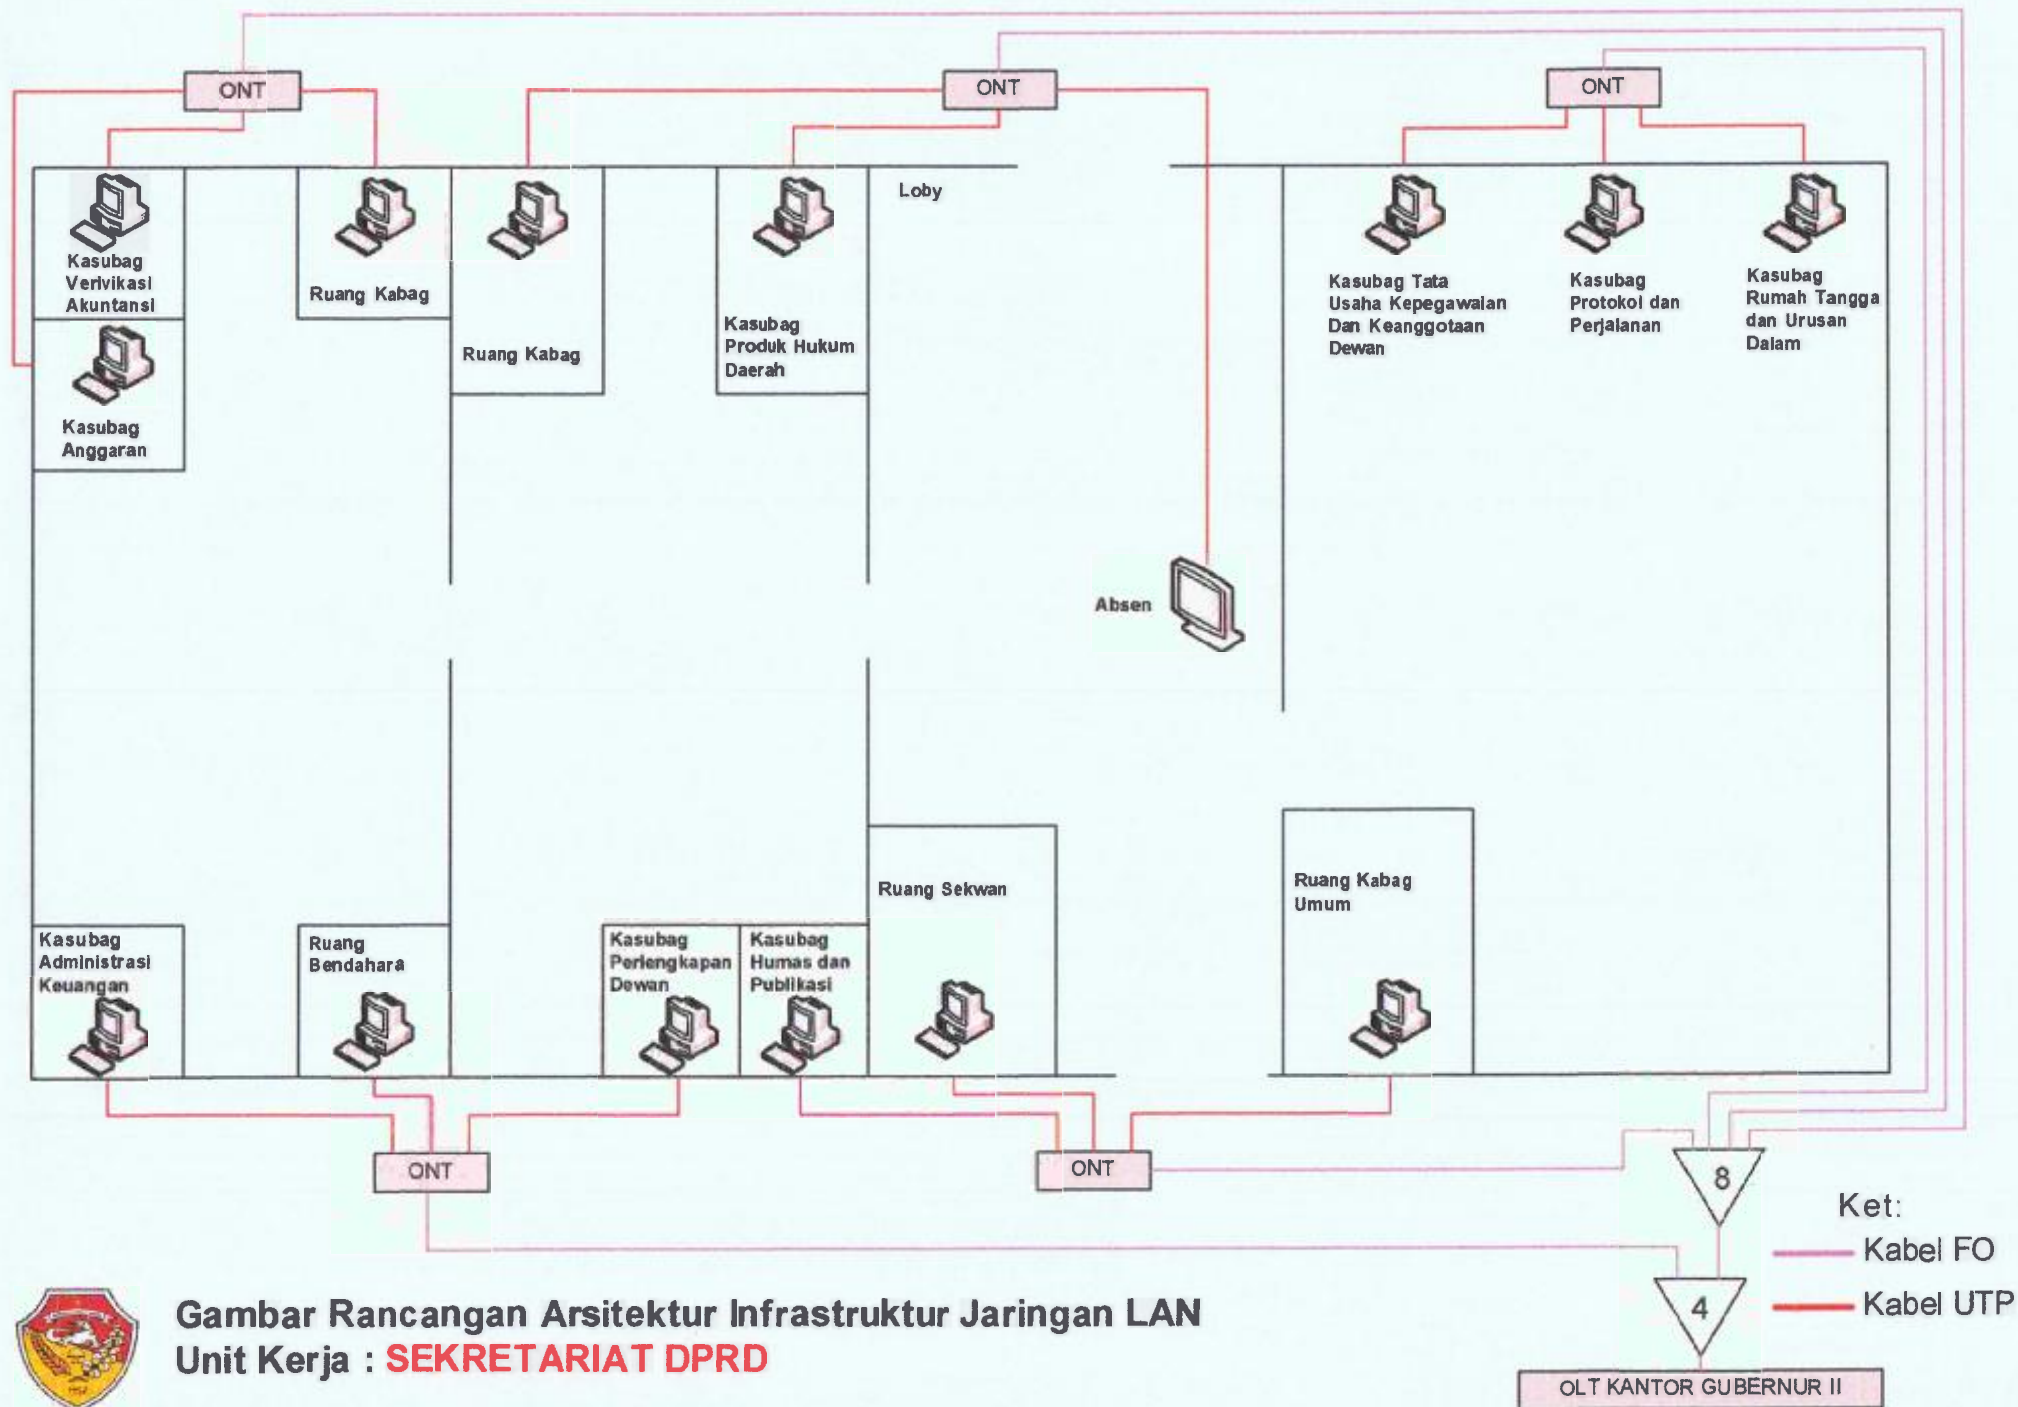 ONT
ONT
ONT
Kasubag
Verivikasi
Akuntansi
Ruang Kabag
Ruang Kabag
Kasubag
Produk Hukum
Daerah
Loby
Kasubag Tata
Usaha Kepegawaian
Dan Keanggotaan
Dewan
Kasubag
Protokol dan
Perjalanan
Kasubag
Rumah Tangga
dan Urusan
Dalam
Kasubag
Anggaran
Absen
Kasubag
Administrasi
Keuangan
Ruang
Bendahara
Kasubag
Perlengkapan
Dewan
Kasubag
Humas dan
Publikasi
Ruang Sekwan
Ruang Kabag
Umum
ONT
ONT
8
4
Ket:
Kabel FO
Kabel UTP
OLT KANTOR GUBERNUR II
Gambar Rancangan Arsitektur Infrastruktur Jaringan LAN
Unit Kerja : SEKRETARIAT DPRD